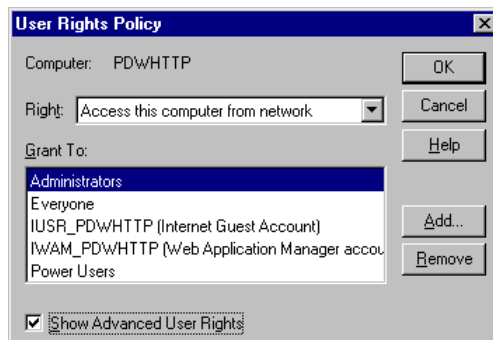 User Rights Policy
Computer: PDWHTTP
OK
Right: Access this computer from network
Cancel
Grant To:
Help
Administrators
Everyone
IUSR_PDWHTTP (Internet Guest Account)
Add...
IWAM_PDWHTTP (Web Application Manager accou
Remove
Power Users
Show Advanced User Rights